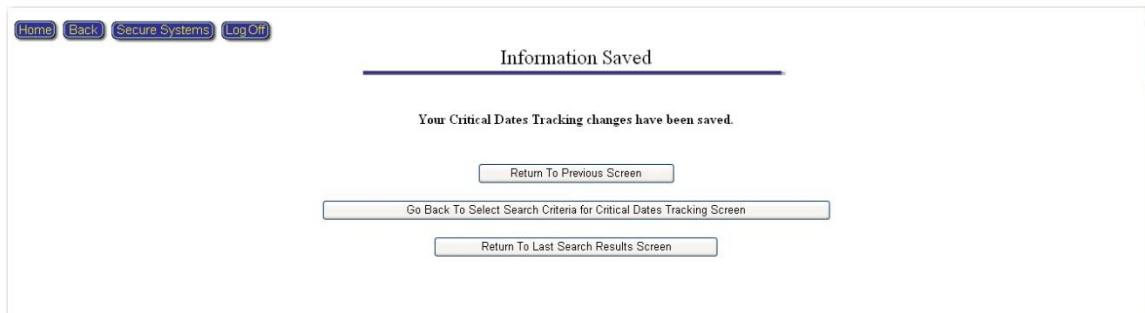 Home Back Secure Systems Log Off
Information Saved
Your Critical Dates Tracking changes have been saved.
Return To Previous Screen
Go Back To Select Search Criteria for Critical Dates Tracking Screen
Return To Last Search Results Screen